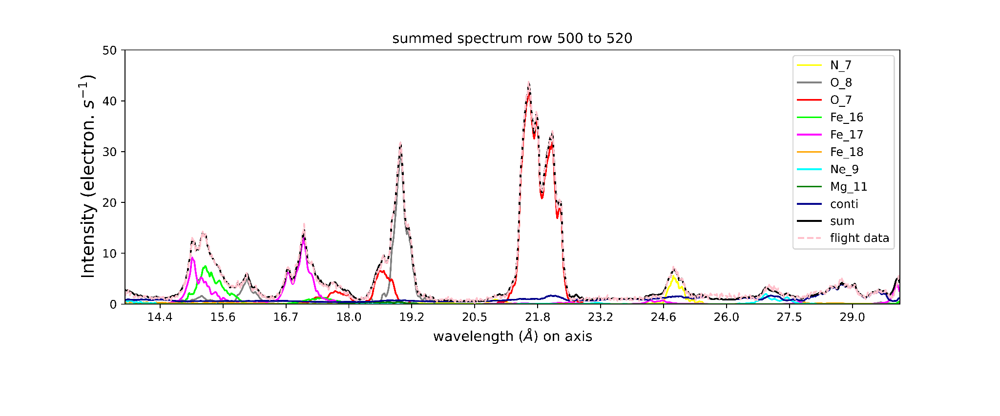 summed spectrum row 500 to 520
Intensity (electron. s⁻¹)
50
40
30
20
10
0
14.4 15.6 16.7 18.0 19.2 20.5 21.8 23.2 24.6 26.0 27.5 29.0
wavelength (Å) on axis
N_7
O_8
O_7
Fe_16
Fe_17
Fe_18
Ne_9
Mg_11
conti
sum
flight data